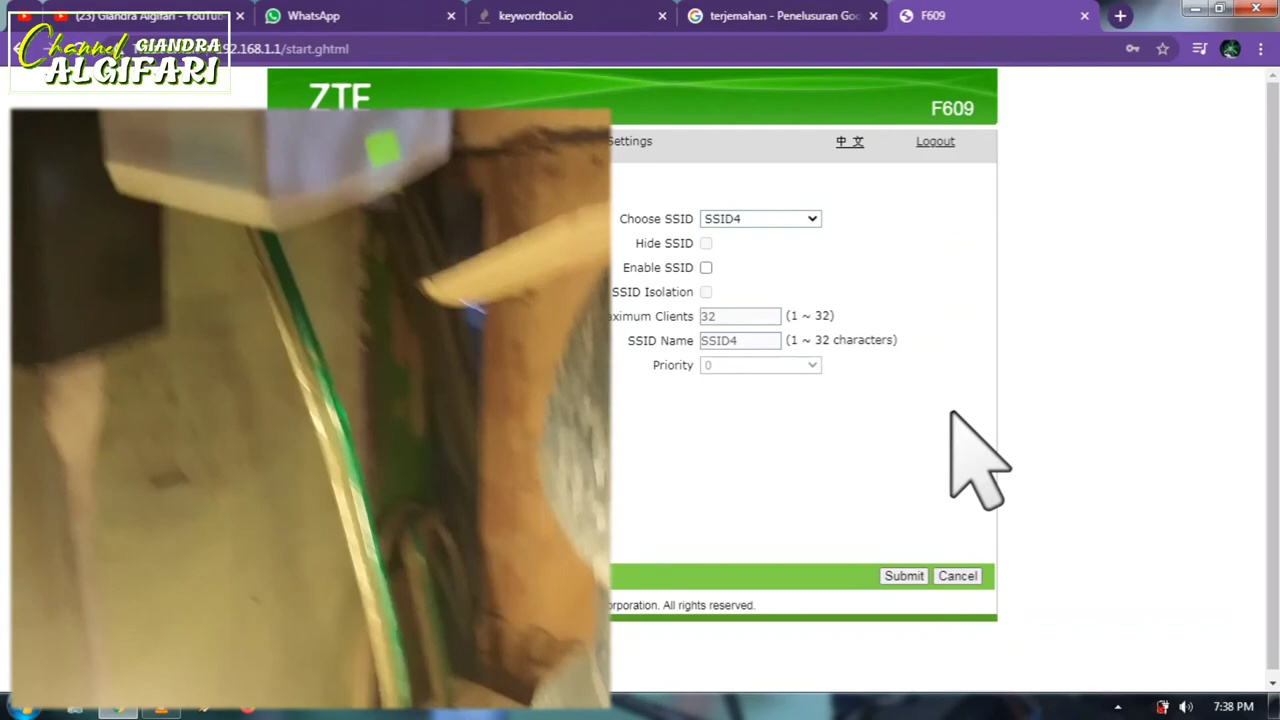 (23) Giandra Algifari - YouTub
WhatsApp
keywordtool.io
terjemahan - Penelusuran Goo
F609
Channel GIANDRA
ALGIFARI
192.168.1.1/start.ghtml
ZTE
F609
Settings
中 文
Logout
Choose SSID
SSID4
Hide SSID
Enable SSID
SSID Isolation
aximum Clients
32
(1 ~ 32)
SSID Name
SSID4
(1 ~ 32 characters)
Priority
0
Submit
Cancel
orporation. All rights reserved.
7:38 PM